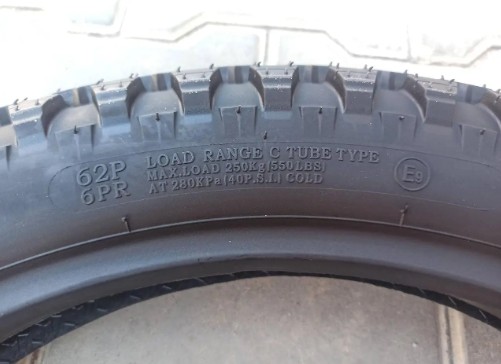 62P
6PR
LOAD RANGE C TUBE TYPE
MAX.LOAD 250Kg(550LBS)
AT 280KPa(40P.S.I.) COLD
E9